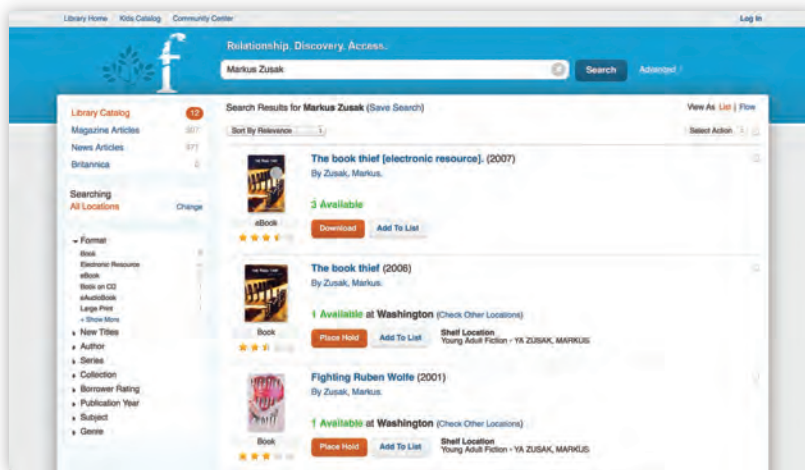 Library Home Kids Catalog Community Center Log In
f
Relationship. Discovery. Access.
Markus Zusak Search Advanced
Library Catalog 12
Magazine Articles
News Articles
Britannica
Searching
All Locations Change
Format
Book
Electronic Resource
eBook
Book on CD
eAudioBook
Large Print
+ Show More
New Titles
Author
Series
Collection
Borrower Rating
Publication Year
Subject
Genre
Search Results for Markus Zusak (Save Search) View As List | Flow
Sort By Relevance Select Action
The book thief [electronic resource]. (2007)
By Zusak, Markus.
3 Available
eBook
Download Add To List
The book thief (2006)
By Zusak, Markus.
1 Available at Washington (Check Other Locations)
Book
Place Hold Add To List Shelf Location
Young Adult Fiction - YA ZUSAK, MARKUS
Fighting Ruben Wolfe (2001)
By Zusak, Markus.
1 Available at Washington (Check Other Locations)
Book
Place Hold Add To List Shelf Location
Young Adult Fiction - YA ZUSAK, MARKUS